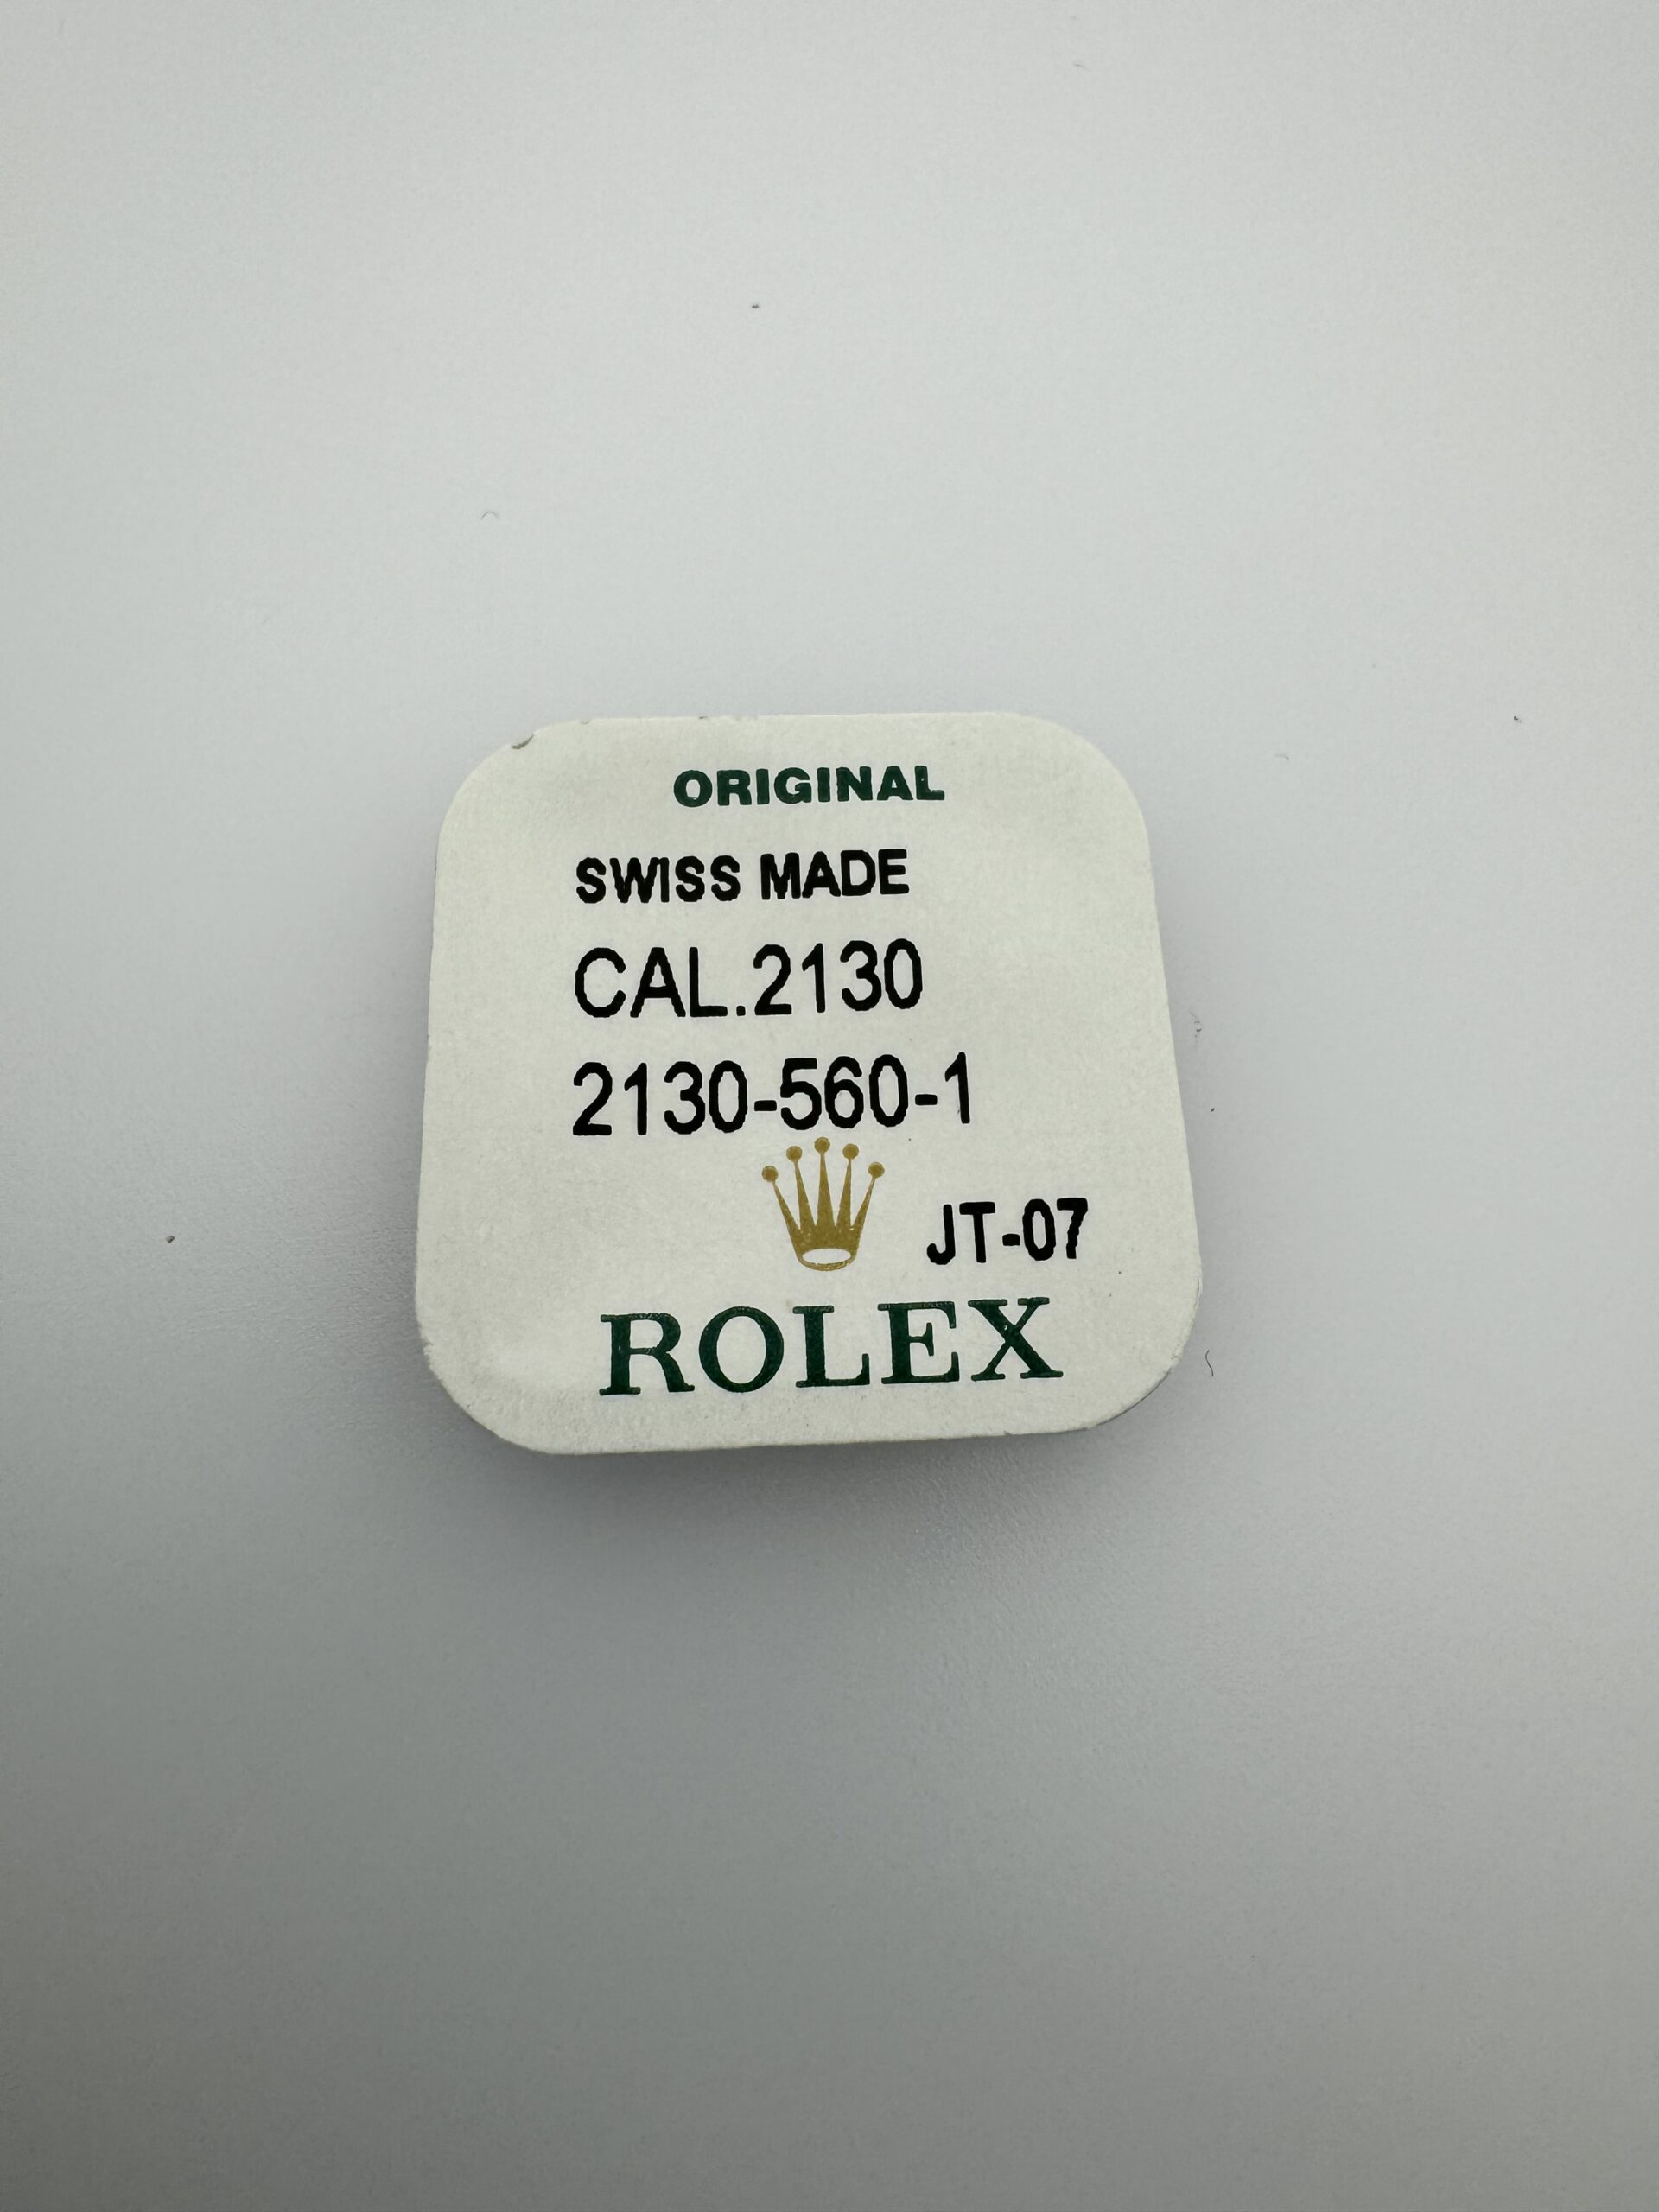 ORIGINAL
SWISS MADE
CAL.2130
2130-560-1
JT-07
ROLEX